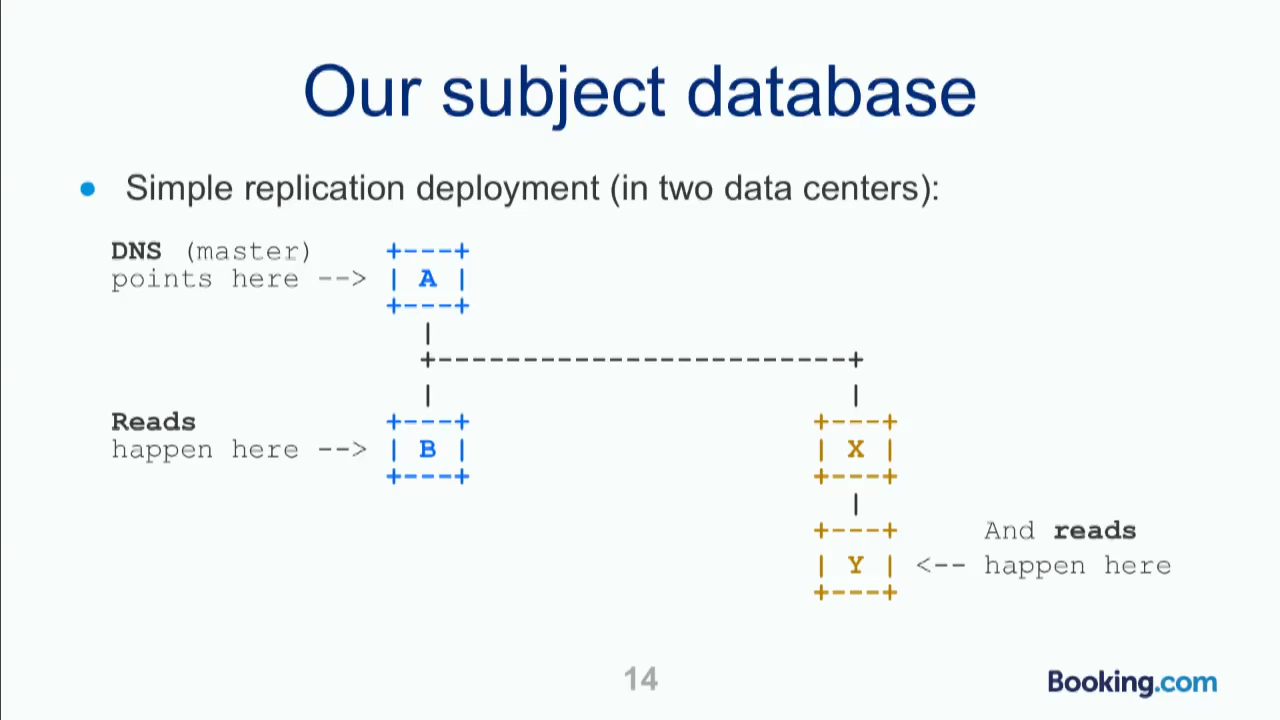 Our subject database
• Simple replication deployment (in two data centers):
DNS (master) +---+
points here --> | A |
+---+
|
+------------------------+
| |
Reads +---+ +---+
happen here --> | B | | X |
+---+ +---+
|
+---+ And reads
| Y | <-- happen here
+---+
14
Booking.com